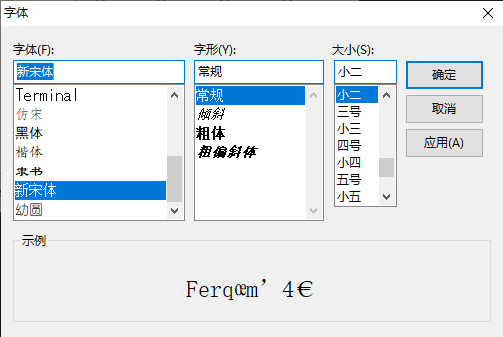 字体
字体(F):
字形(Y):
大小(S):
新宋体
常规
小二
确定
Terminal
仿宋
黑体
楷体
隶书
新宋体
幼圆
常规
倾斜
粗体
粗偏斜体
小二
三号
小三
四号
小四
五号
小五
取消
应用(A)
示例
Ferqœm’4€